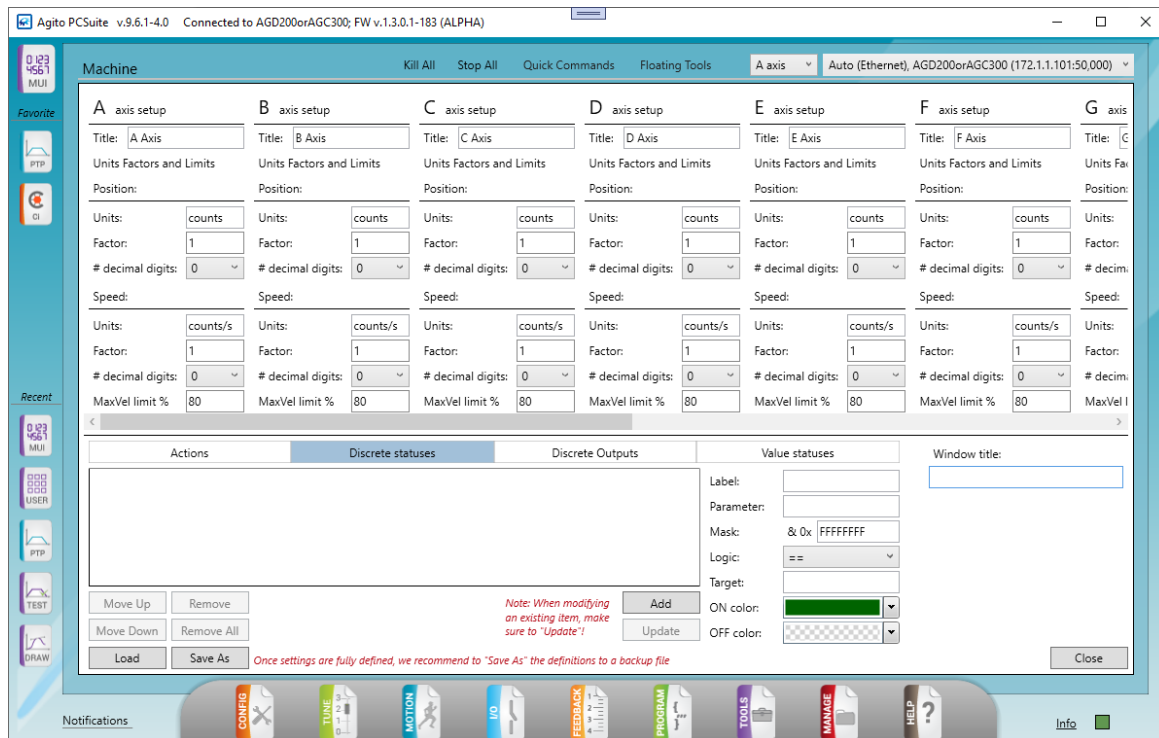 Agito PCSuite v.9.6.1-4.0 Connected to AGD200orAGC300; FW v.1.3.0.1-183 (ALPHA)
0 123 4567 MUI
Machine Kill All Stop All Quick Commands Floating Tools A axis Auto (Ethernet), AGD200orAGC300 (172.1.1.101:50,000)
Favorite
PTP
CI
A axis setup B axis setup C axis setup D axis setup E axis setup F axis setup G axis
Title: A Axis Title: B Axis Title: C Axis Title: D Axis Title: E Axis Title: F Axis Title: G
Units Factors and Limits Units Factors and Limits Units Factors and Limits Units Factors and Limits Units Factors and Limits Units Factors and Limits Units Fa
Position: Position: Position: Position: Position: Position: Position:
Units: counts Units: counts Units: counts Units: counts Units: counts Units: counts Units:
Factor: 1 Factor: 1 Factor: 1 Factor: 1 Factor: 1 Factor: 1 Factor:
# decimal digits: 0 # decimal digits: 0 # decimal digits: 0 # decimal digits: 0 # decimal digits: 0 # decimal digits: 0 # decim
Speed: Speed: Speed: Speed: Speed: Speed: Speed:
Units: counts/s Units: counts/s Units: counts/s Units: counts/s Units: counts/s Units: counts/s Units:
Factor: 1 Factor: 1 Factor: 1 Factor: 1 Factor: 1 Factor: 1 Factor:
# decimal digits: 0 # decimal digits: 0 # decimal digits: 0 # decimal digits: 0 # decimal digits: 0 # decimal digits: 0 # decim
MaxVel limit % 80 MaxVel limit % 80 MaxVel limit % 80 MaxVel limit % 80 MaxVel limit % 80 MaxVel limit % 80 MaxVel l
Recent
0 123 4567 MUI
USER
PTP
TEST
DRAW
Actions Discrete statuses Discrete Outputs Value statuses Window title:
Label:
Parameter:
Mask: & 0x FFFFFFFF
Logic: ==
Target:
Move Up Remove Note: When modifying Add ON color:
an existing item, make
Move Down Remove All sure to "Update"! Update OFF color:
Load Save As Once settings are fully defined, we recommend to "Save As" the definitions to a backup file Close
CONFIG TUNE 3 2 1 0 MOTION I/O FEEDBACK 1 2 3 4 PROGRAM TOOLS MANAGE HELP ?
Notifications Info